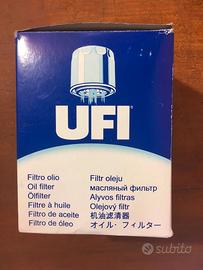 UFI
Filtro olio
Oil filter
Ölfilter
Filtre à huile
Filtro de aceite
Filtro de óleo
Filtr oleju
масляный фильтр
Alyvos filtras
Olejový filtr
机油滤清器
オイル・フィルター
subito